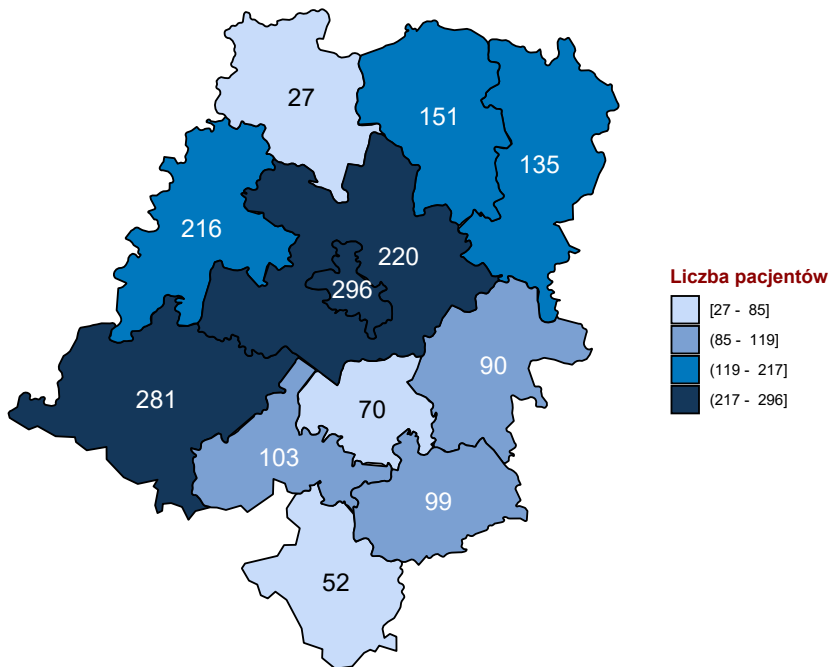 27
151
135
216
220
296
90
281
70
103
99
52
Liczba pacjentów
[27 - 85]
(85 - 119]
(119 - 217]
(217 - 296]